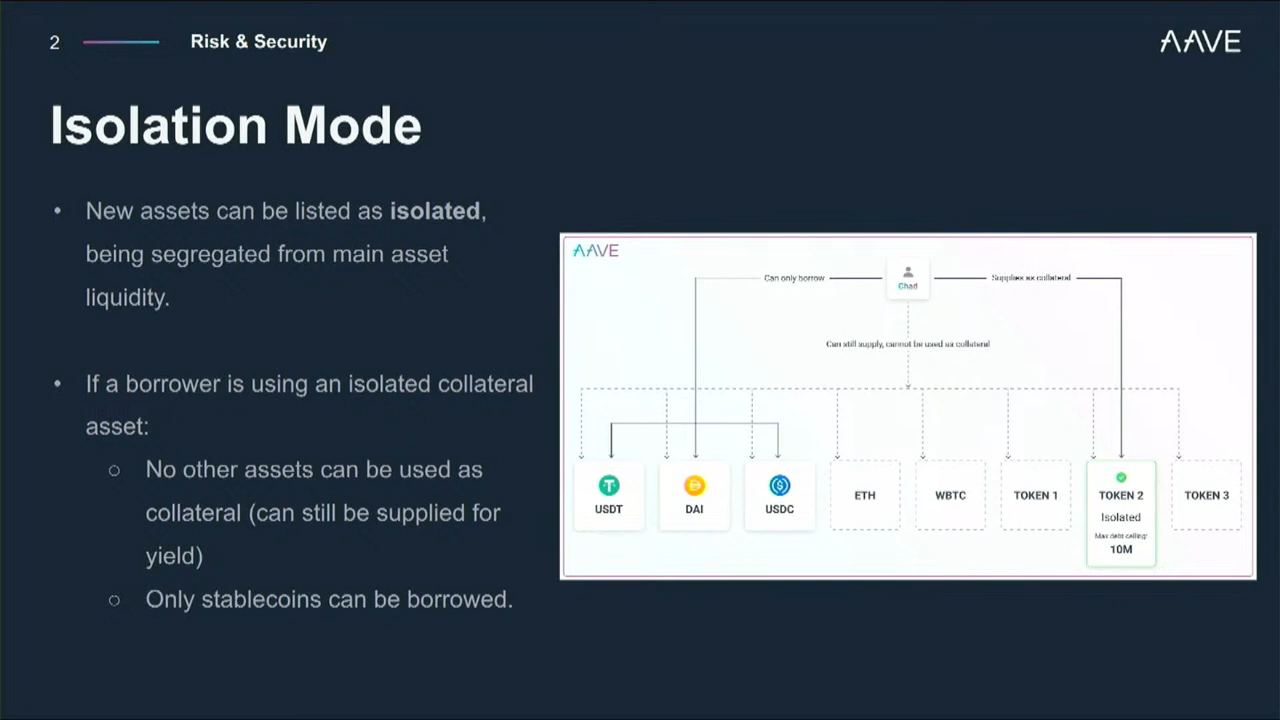 2
Risk & Security
AAVE
Isolation Mode
• New assets can be listed as isolated,
being segregated from main asset
liquidity.
• If a borrower is using an isolated collateral
asset:
○ No other assets can be used as
collateral (can still be supplied for
yield)
○ Only stablecoins can be borrowed.
AAVE
Can only borrow
Chad
Supplies as collateral
Can still supply, cannot be used as collateral
USDT
DAI
USDC
ETH
WBTC
TOKEN 1
TOKEN 2
Isolated
Max debt ceiling:
10M
TOKEN 3